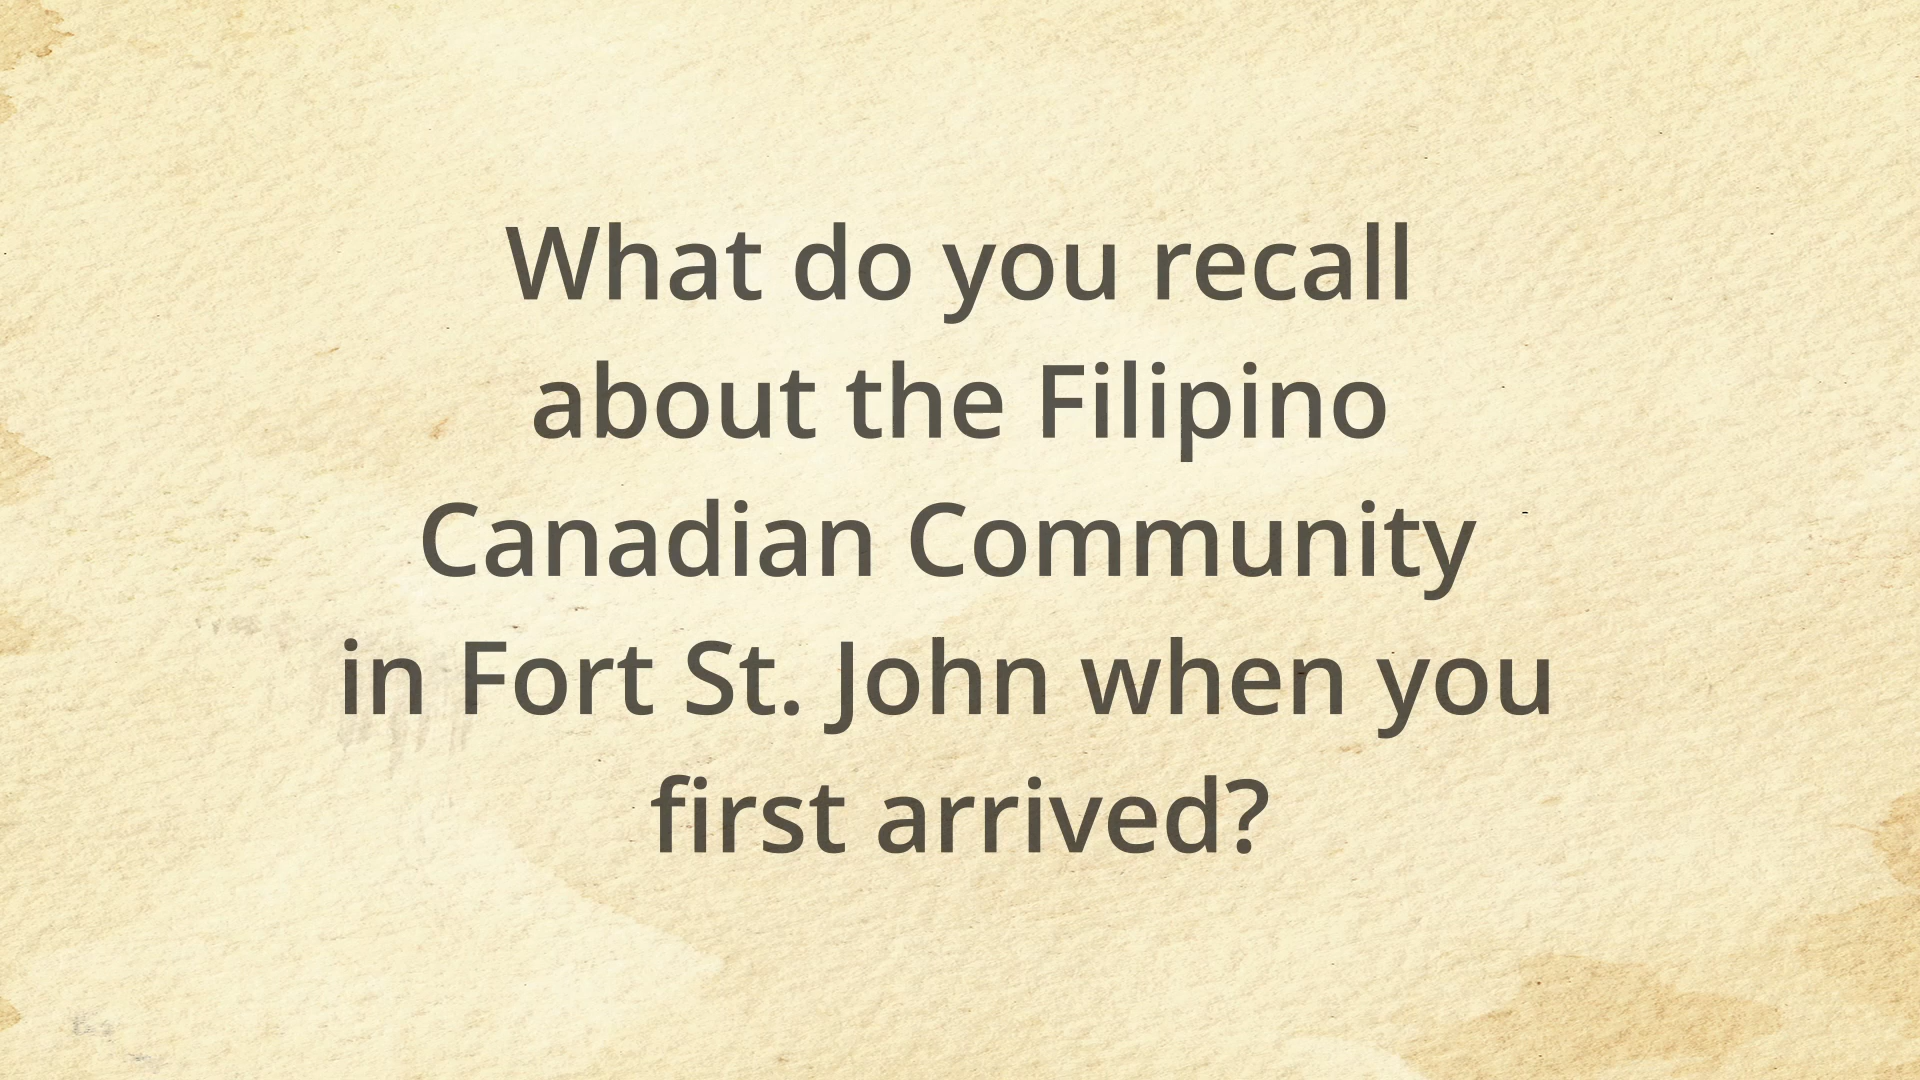 What do you recall
about the Filipino
Canadian Community
in Fort St. John when you
first arrived?